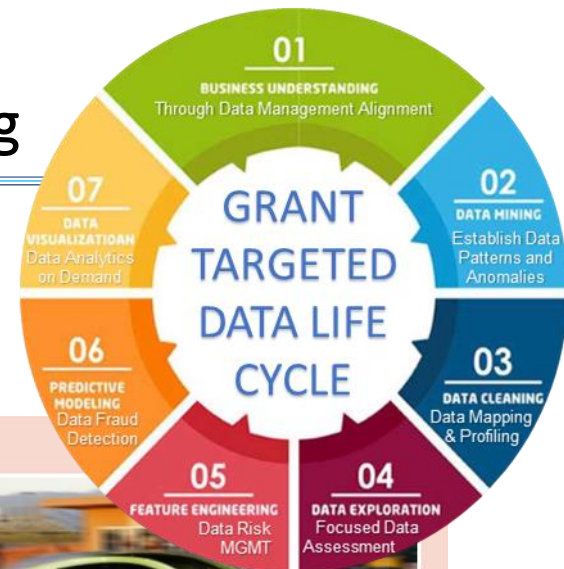 g
01
BUSINESS UNDERSTANDING
Through Data Management Alignment
02
DATA MINING
Establish Data
Patterns and
Anomalies
03
DATA CLEANING
Data Mapping
& Profiling
04
DATA EXPLORATION
Focused Data
Assessment
05
FEATURE ENGINEERING
Data Risk
MGMT
06
PREDICTIVE
MODELING
Data Fraud
Detection
07
DATA
VISUALIZATIOAN
Data Analytics
on Demand
GRANT
TARGETED
DATA LIFE
CYCLE